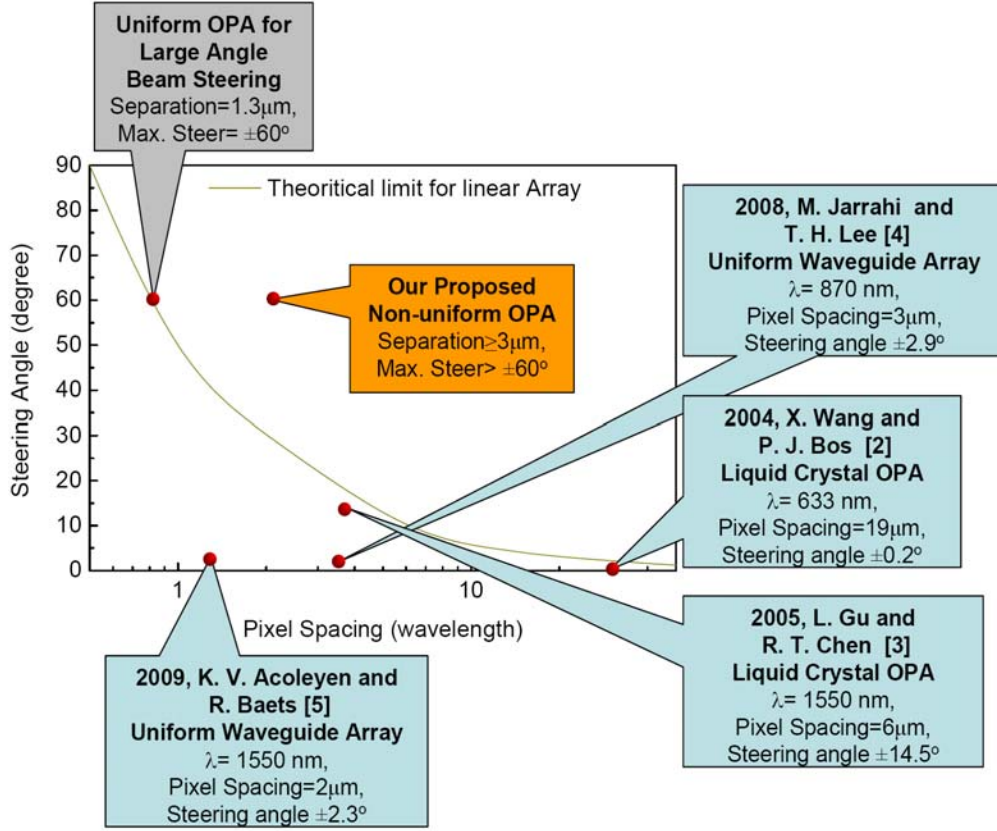 Uniform OPA for
Large Angle
Beam Steering
Separation=1.3μm,
Max. Steer= ±60°
90
80
70
60
50
40
30
20
10
0
Steering Angle (degree)
Theoritical limit for linear Array
Our Proposed
Non-uniform OPA
Separation≥3μm,
Max. Steer> ±60°
2008, M. Jarrahi and
T. H. Lee [4]
Uniform Waveguide Array
λ= 870 nm,
Pixel Spacing=3μm,
Steering angle ±2.9°
2004, X. Wang and
P. J. Bos [2]
Liquid Crystal OPA
λ= 633 nm,
Pixel Spacing=19μm,
Steering angle ±0.2°
1
10
Pixel Spacing (wavelength)
2009, K. V. Acoleyen and
R. Baets [5]
Uniform Waveguide Array
λ= 1550 nm,
Pixel Spacing=2μm,
Steering angle ±2.3°
2005, L. Gu and
R. T. Chen [3]
Liquid Crystal OPA
λ= 1550 nm,
Pixel Spacing=6μm,
Steering angle ±14.5°